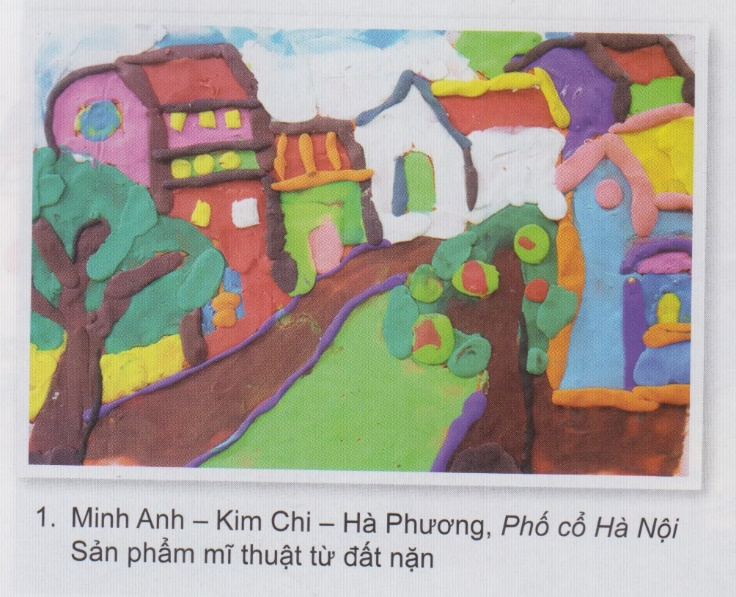 1. Minh Anh – Kim Chi – Hà Phương, Phố cổ Hà Nội
Sản phẩm mĩ thuật từ đất nặn